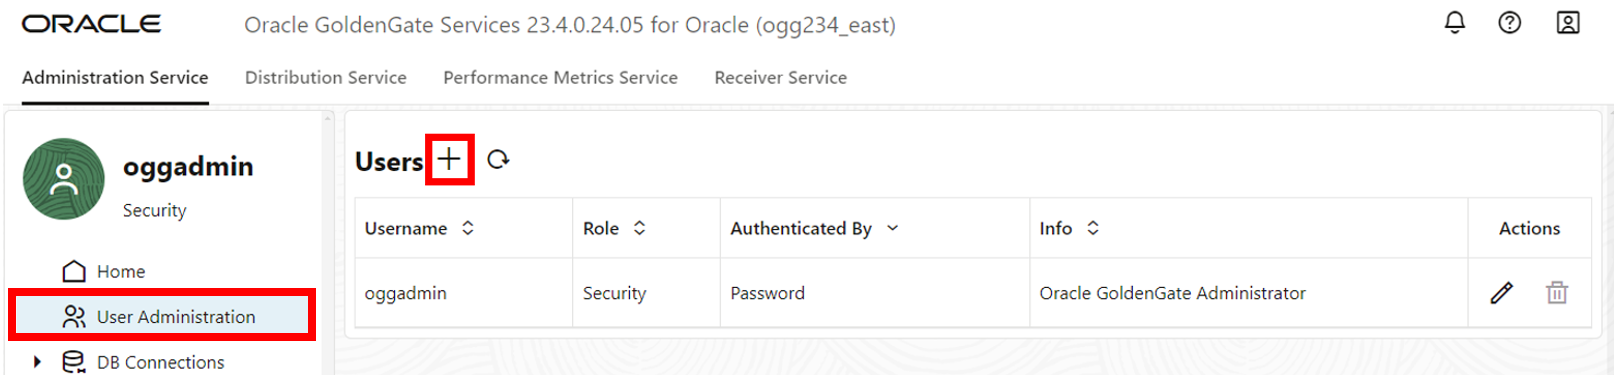 ORACLE Oracle GoldenGate Services 23.4.0.24.05 for Oracle (ogg234_east)
Administration Service Distribution Service Performance Metrics Service Receiver Service
oggadmin
Security
Home
User Administration
DB Connections
Users
Username Role Authenticated By Info Actions
oggadmin Security Password Oracle GoldenGate Administrator